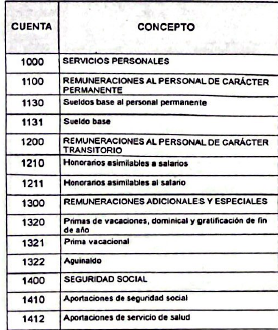 CUENTA CONCEPTO
1000 SERVICIOS PERSONALES
1100 REMUNERACIONES AL PERSONAL DE CARÁCTER
PERMANENTE
1130 Sueldos base al personal permanente
1131 Sueldo base
1200 REMUNERACIONES AL PERSONAL DE CARÁCTER
TRANSITORIO
1210 Honorarios asimilables a salarios
1211 Honorarios asimilables al salario
1300 REMUNERACIONES ADICIONALES Y ESPECIALES
1320 Primas de vacaciones, dominical y gratificación de fin
de año
1321 Prima vacacional
1322 Aguinaldo
1400 SEGURIDAD SOCIAL
1410 Aportaciones de seguridad social
1412 Aportaciones de servicio de salud